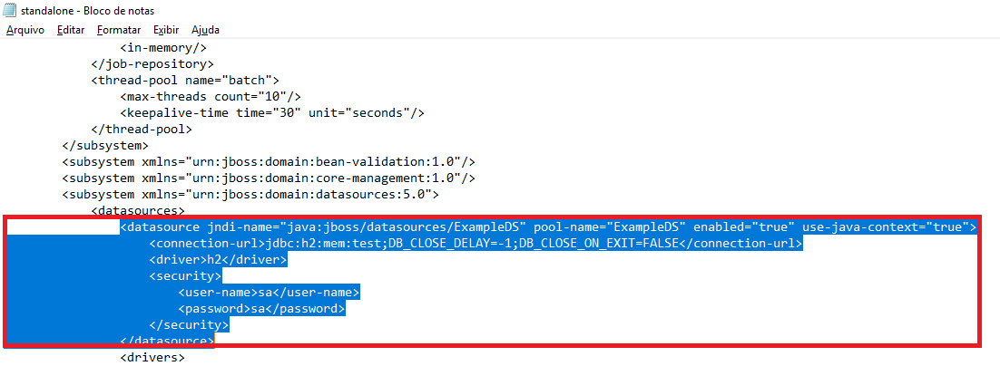 standalone - Bloco de notas
Arquivo Editar Formatar Exibir Ajuda
<in-memory/>
</job-repository>
<thread-pool name="batch">
<max-threads count="10"/>
<keepalive-time time="30" unit="seconds"/>
</thread-pool>
</subsystem>
<subsystem xmlns="urn:jboss:domain:bean-validation:1.0"/>
<subsystem xmlns="urn:jboss:domain:core-management:1.0"/>
<subsystem xmlns="urn:jboss:domain:datasources:5.0">
<datasources>
<datasource jndi-name="java:jboss/datasources/ExampleDS" pool-name="ExampleDS" enabled="true" use-java-context="true">
<connection-url>jdbc:h2:mem:test;DB_CLOSE_DELAY=-1;DB_CLOSE_ON_EXIT=FALSE</connection-url>
<driver>h2</driver>
<security>
<user-name>sa</user-name>
<password>sa</password>
</security>
</datasource>
<drivers>